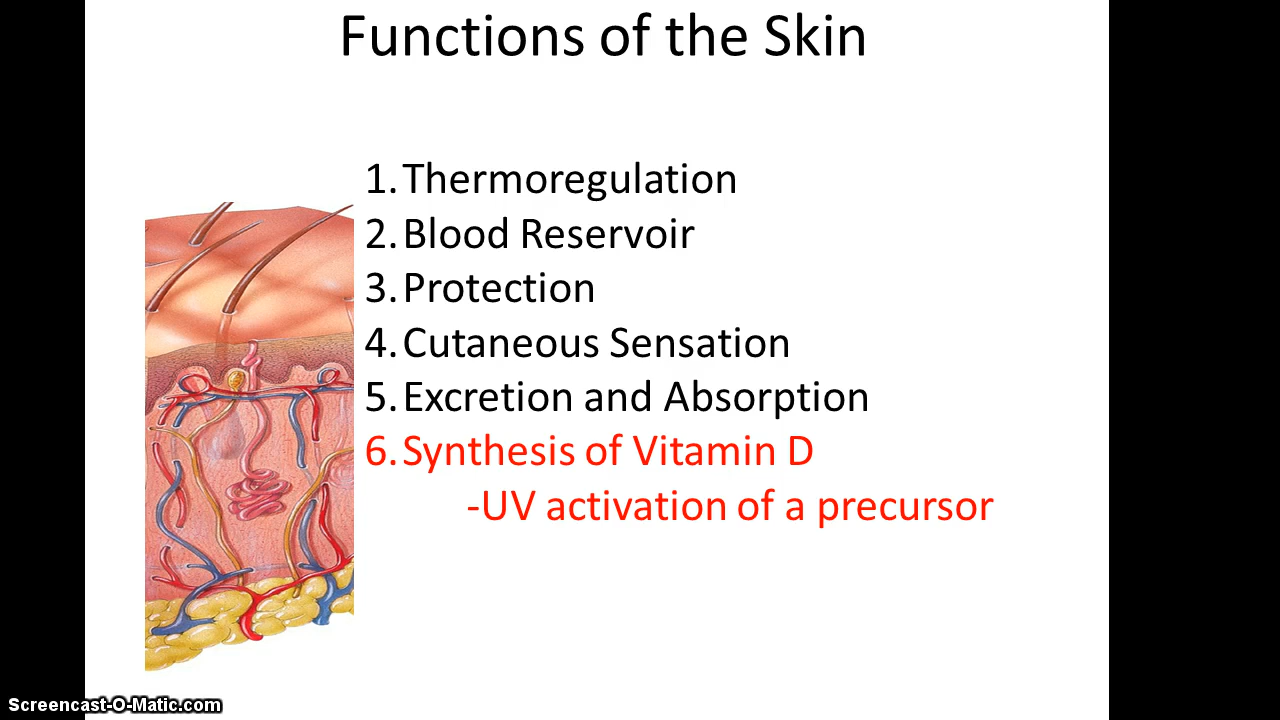 Functions of the Skin
1. Thermoregulation
2. Blood Reservoir
3. Protection
4. Cutaneous Sensation
5. Excretion and Absorption
6. Synthesis of Vitamin D
-UV activation of a precursor
Screencast-O-Matic.com